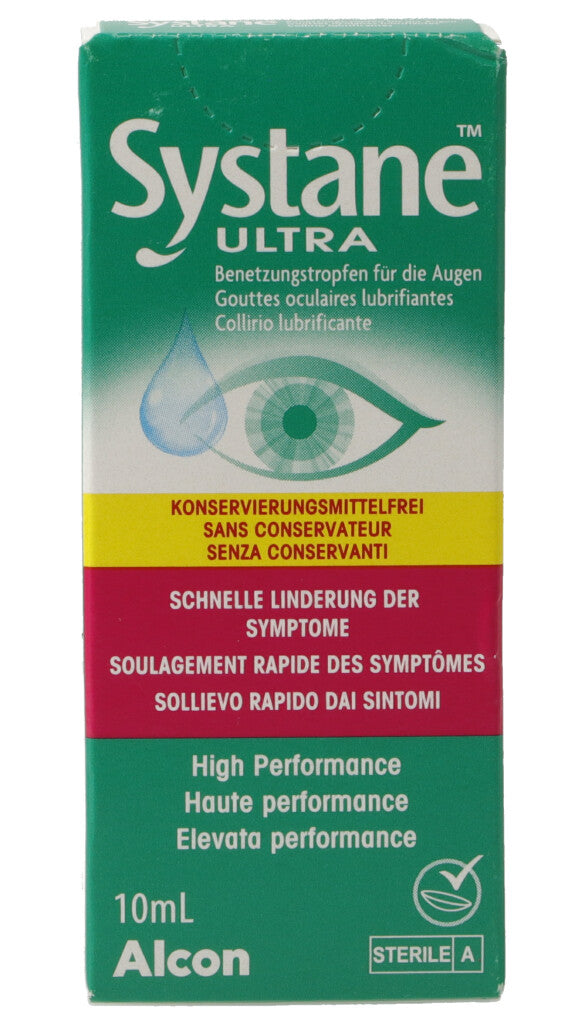 Systane™
ULTRA
Benetzungstropfen für die Augen
Gouttes oculaires lubrifiantes
Collirio lubrificante
KONSERVIERUNGSMITTELFREI
SANS CONSERVATEUR
SENZA CONSERVANTI
SCHNELLE LINDERUNG DER
SYMPTOME
SOULAGEMENT RAPIDE DES SYMPTÔMES
SOLLIEVO RAPIDO DAI SINTOMI
High Performance
Haute performance
Elevata performance
10mL
Alcon
STERILE A